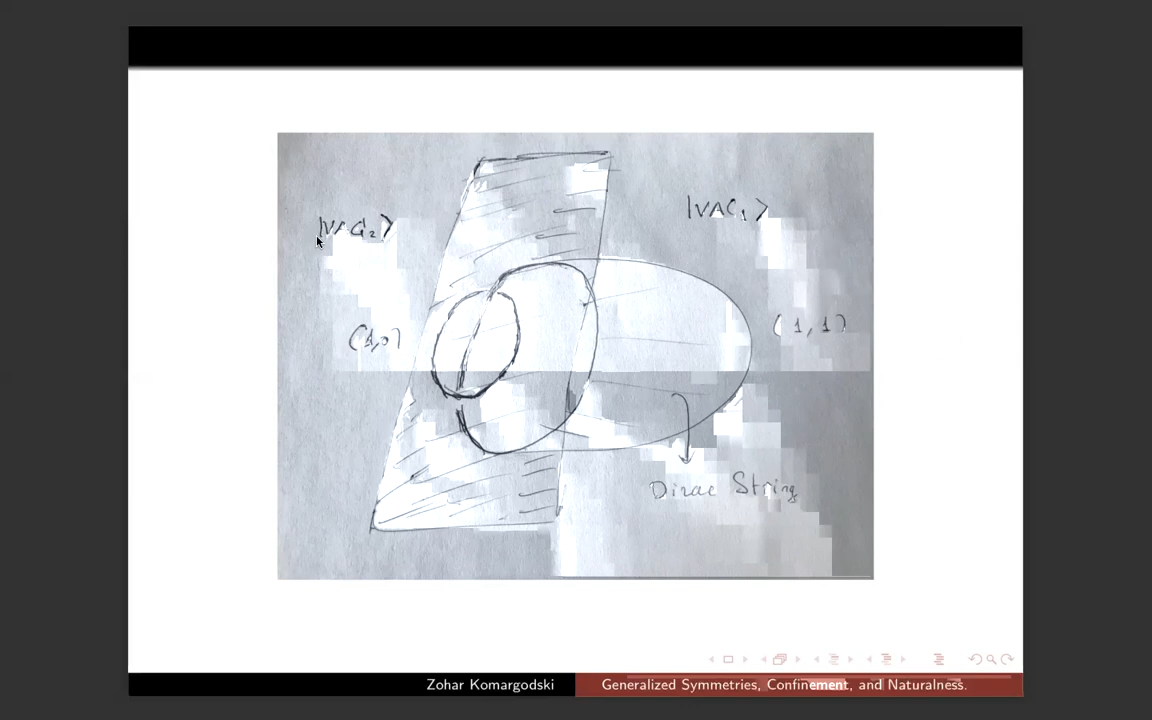 |VAC₂⟩
|VAC₁⟩
(1,0)
(1,1)
Dirac String
Zohar Komargodski
Generalized Symmetries, Confinement, and Naturalness.